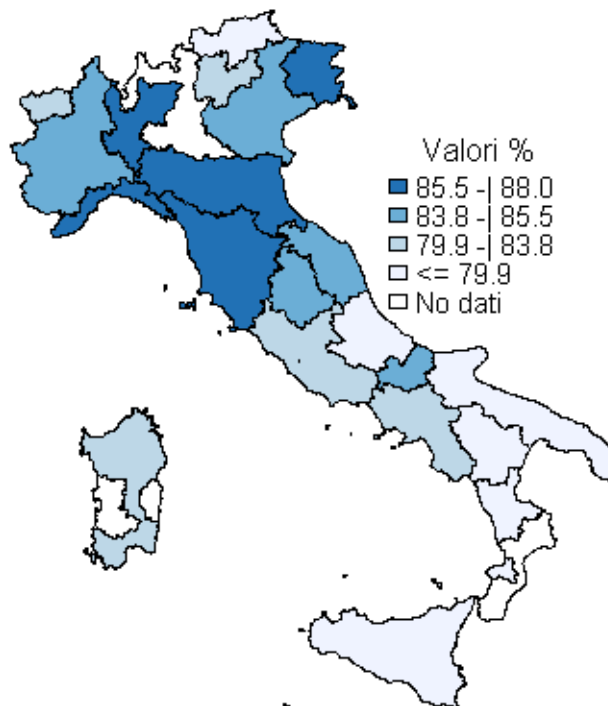 Valori %
85.5 -| 88.0
83.8 -| 85.5
79.9 -| 83.8
<= 79.9
No dati